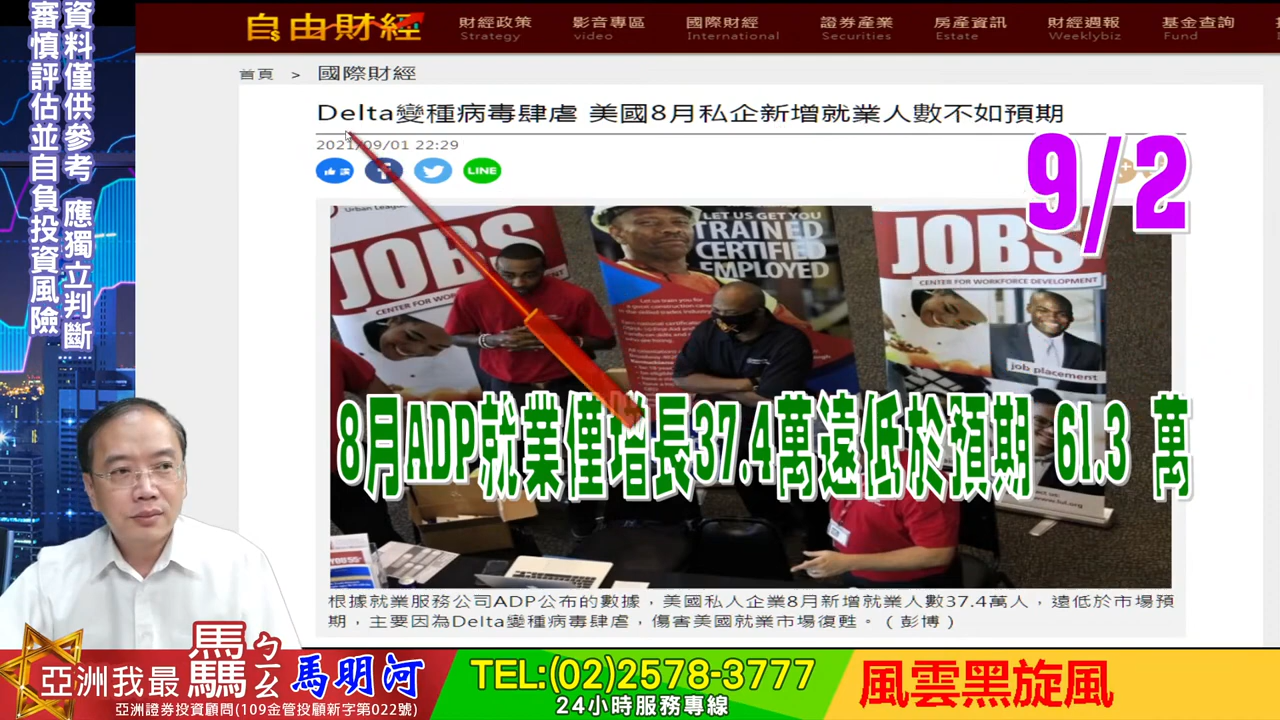 資料僅供參考 應獨立判斷
審慎評估並自負投資風險
自由財經
財經政策 影音專區 國際財經 證券產業 房產資訊 財經週報 基金查詢
Strategy video International Securities Estate Weeklybiz Fund
首頁 > 國際財經
Delta變種病毒肆虐 美國8月私企新增就業人數不如預期
2021/09/01 22:29
讚
LINE
9/2
Urban League
JOBS
CENTER FOR WO
LET US GET YOU
TRAINED
CERTIFIED
EMPLOYED
JOBS
CENTER FOR WORKFORCE DEVELOPMENT
job placement
8月ADP就業僅增長37.4萬遠低於預期 61.3 萬
根據就業服務公司ADP公布的數據，美國私人企業8月新增就業人數37.4萬人，遠低於市場預
期，主要因為Delta變種病毒肆虐，傷害美國就業市場復甦。（彭博）
亞洲我最馬驫ㄅㄧㄠ 馬明河
亞洲證券投資顧問(109金管投顧新字第022號)
TEL:(02)2578-3777
24小時服務專線
風雲黑旋風